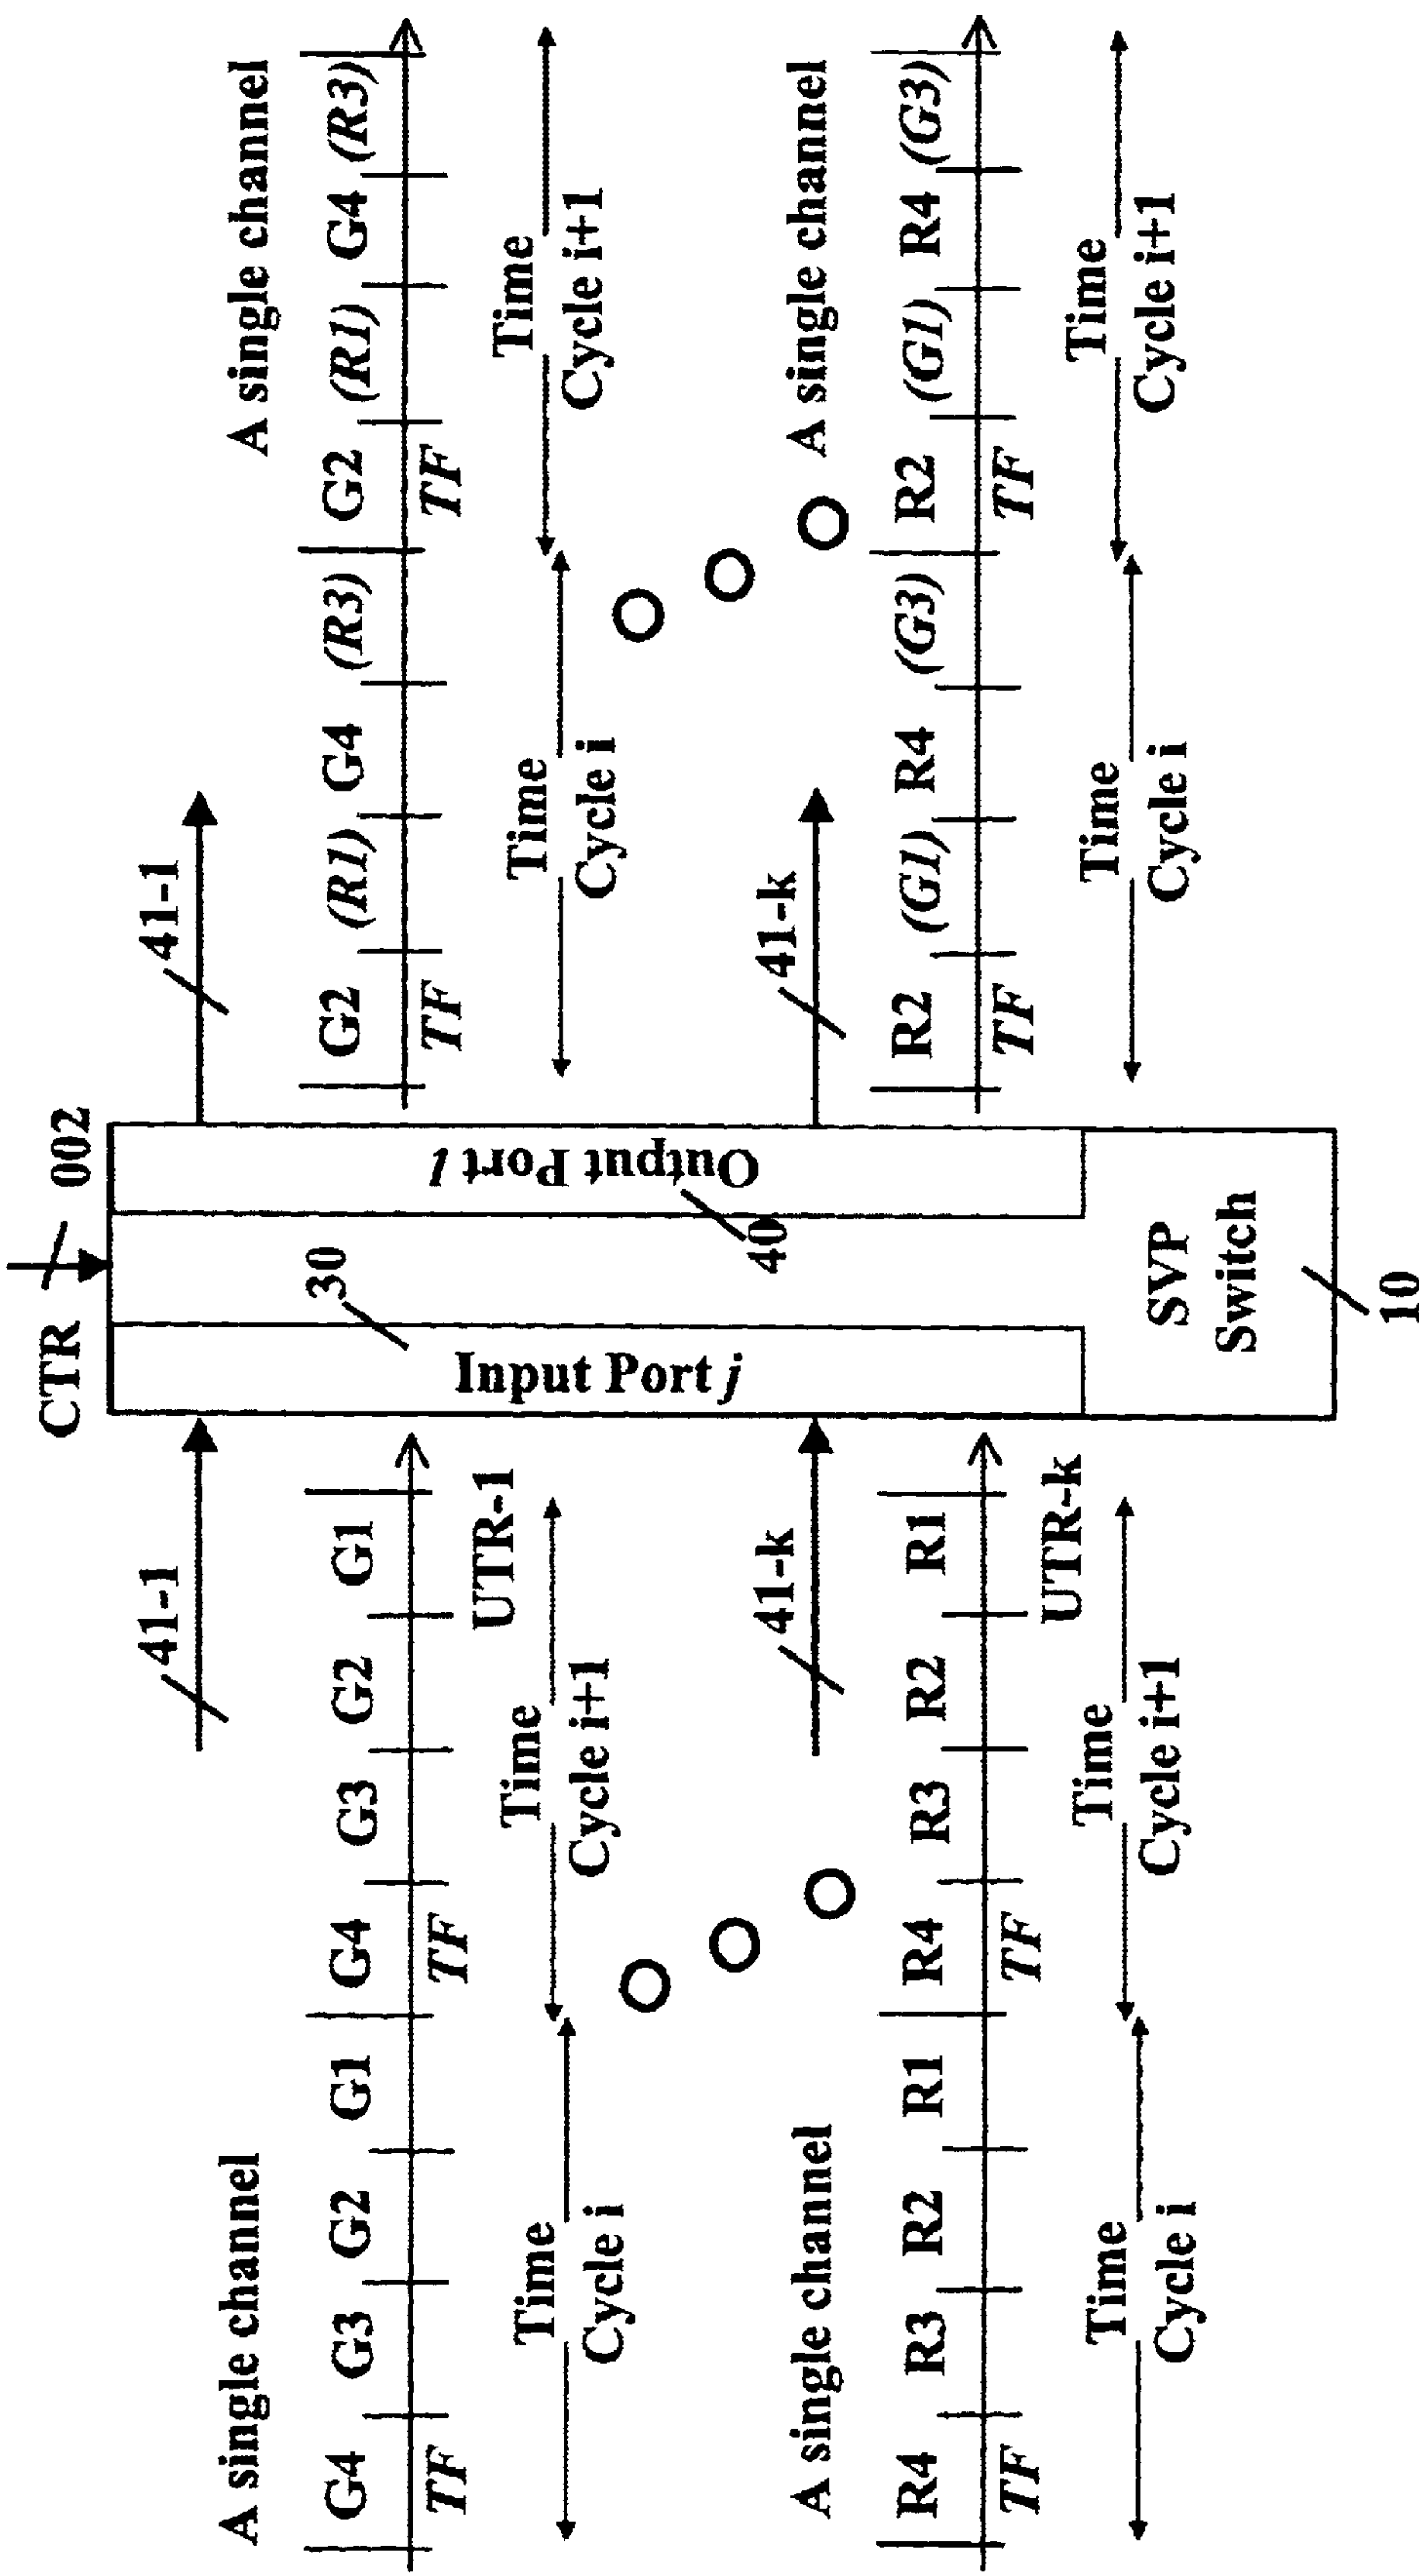 CTR
002
41-1
41-1
A single channel
A single channel
G4 G3 G2 G1 G4 G3 G2 G1
TF
TF
UTR-1
Time
Cycle i
Time
Cycle i+1
30
Input Port j
Output Port l
40
G2 (R1) G4 (R3) G2 (R1) G4 (R3)
TF
TF
Time
Cycle i
Time
Cycle i+1
41-k
41-k
A single channel
A single channel
R4 R3 R2 R1 R4 R3 R2 R1
TF
TF
UTR-k
Time
Cycle i
Time
Cycle i+1
R2 (G1) R4 (G3) R2 (G1) R4 (G3)
TF
TF
Time
Cycle i
Time
Cycle i+1
SVP
Switch
10